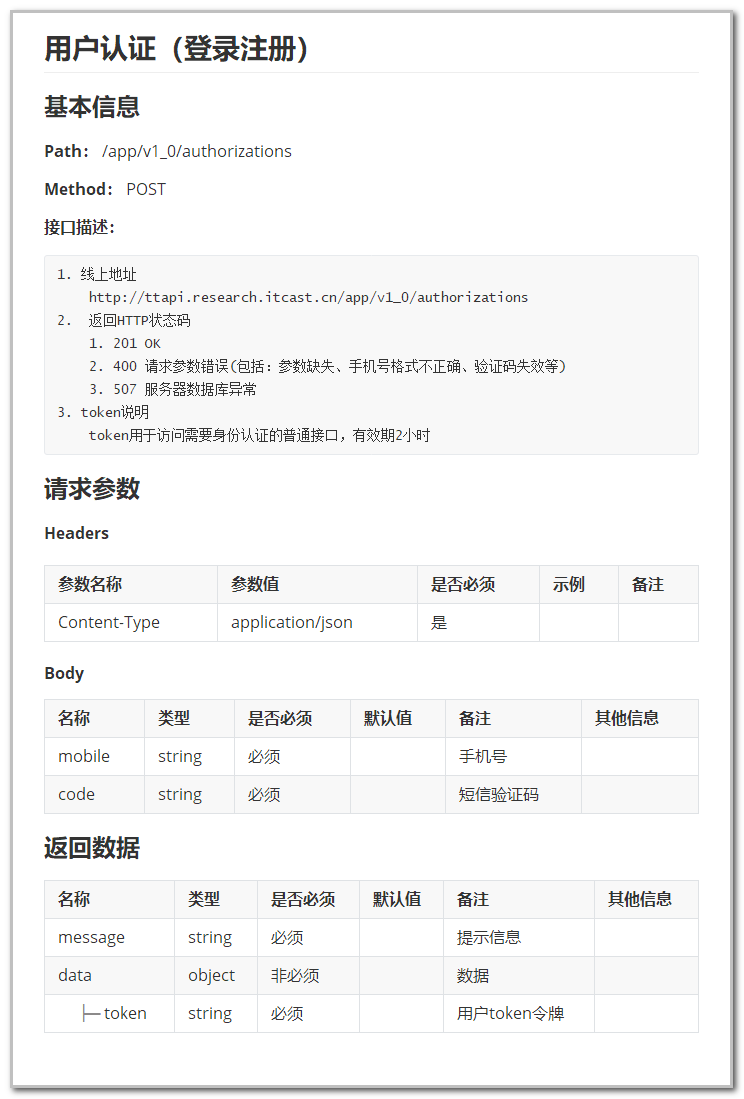 用户认证（登录注册）
基本信息
Path： /app/v1_0/authorizations
Method： POST
接口描述：
1. 线上地址
http://ttapi.research.itcast.cn/app/v1_0/authorizations
2. 返回HTTP状态码
1. 201 OK
2. 400 请求参数错误(包括：参数缺失、手机号格式不正确、验证码失效等)
3. 507 服务器数据库异常
3. token说明
token用于访问需要身份认证的普通接口，有效期2小时
请求参数
Headers
参数名称 参数值 是否必须 示例 备注
Content-Type application/json 是
Body
名称 类型 是否必须 默认值 备注 其他信息
mobile string 必须 手机号
code string 必须 短信验证码
返回数据
名称 类型 是否必须 默认值 备注 其他信息
message string 必须 提示信息
data object 非必须 数据
├─ token string 必须 用户token令牌